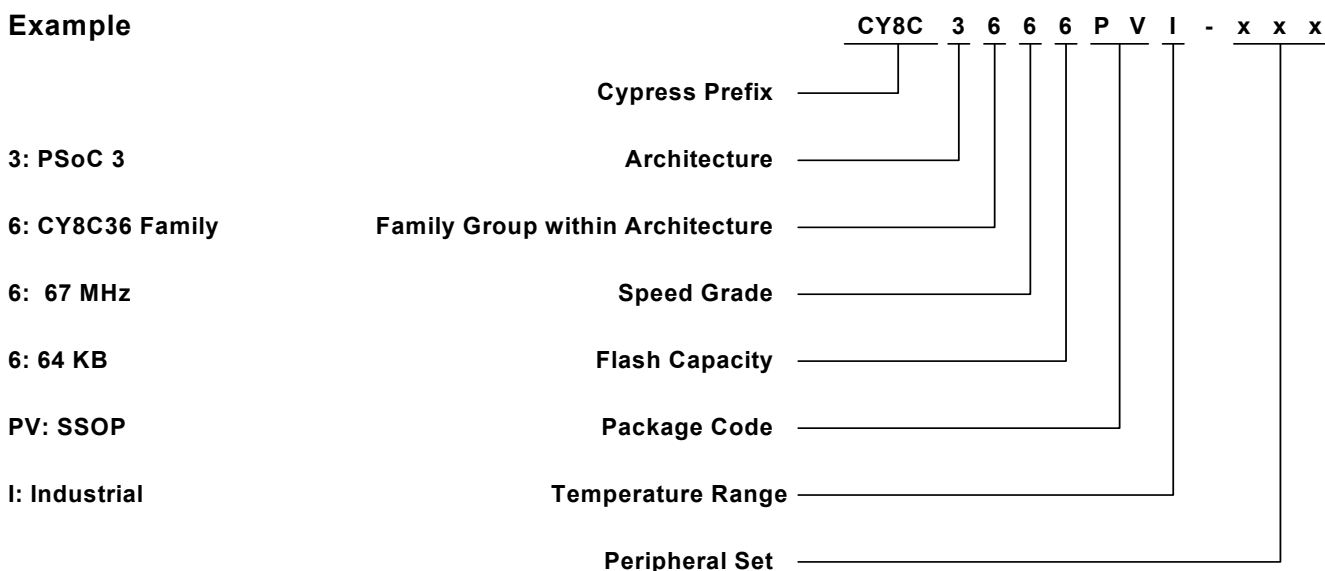 Example CY8C 3 6 6 6 P V I - x x x
Cypress Prefix
3: PSoC 3 Architecture
6: CY8C36 Family Family Group within Architecture
6: 67 MHz Speed Grade
6: 64 KB Flash Capacity
PV: SSOP Package Code
I: Industrial Temperature Range
Peripheral Set